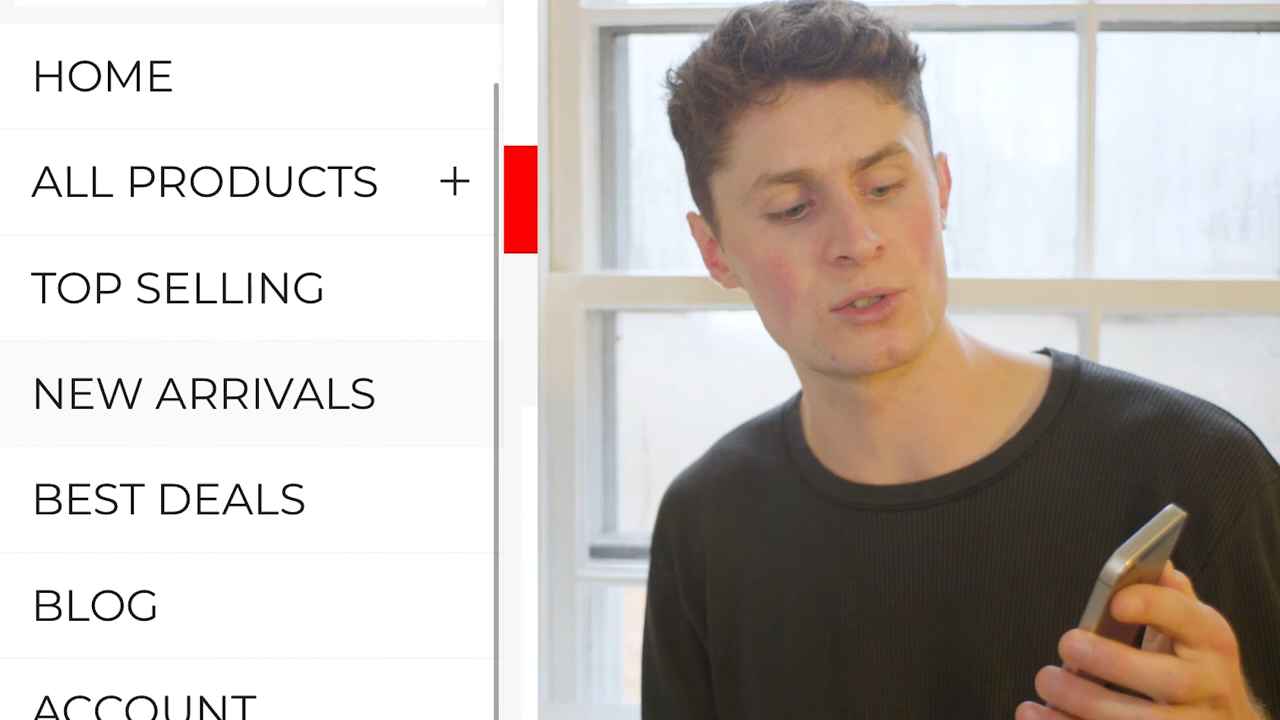 HOME
ALL PRODUCTS +
TOP SELLING
NEW ARRIVALS
BEST DEALS
BLOG
ACCOUNT